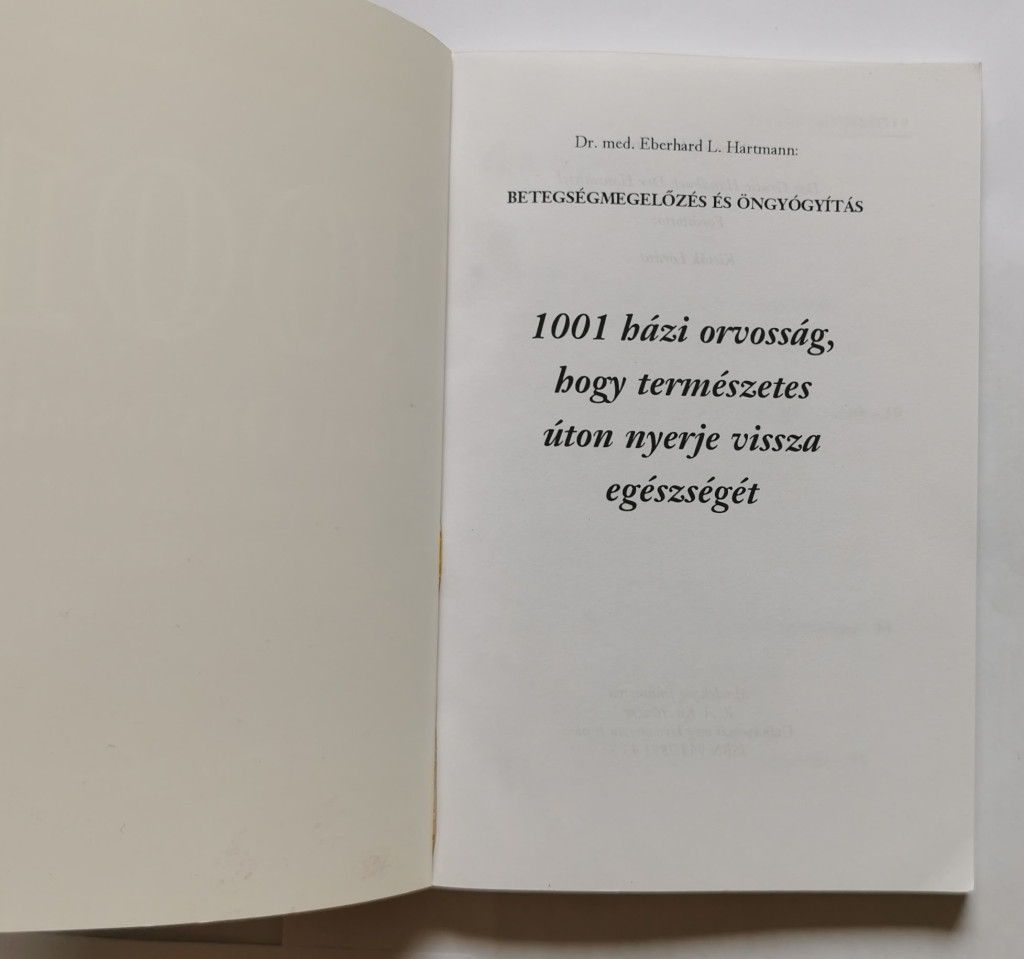 Dr. med. Eberhard L. Hartmann:
BETEGSÉGMEGELŐZÉS ÉS ÖNGYÓGYÍTÁS
1001 házi orvosság,
hogy természetes
úton nyerje vissza
egészségét